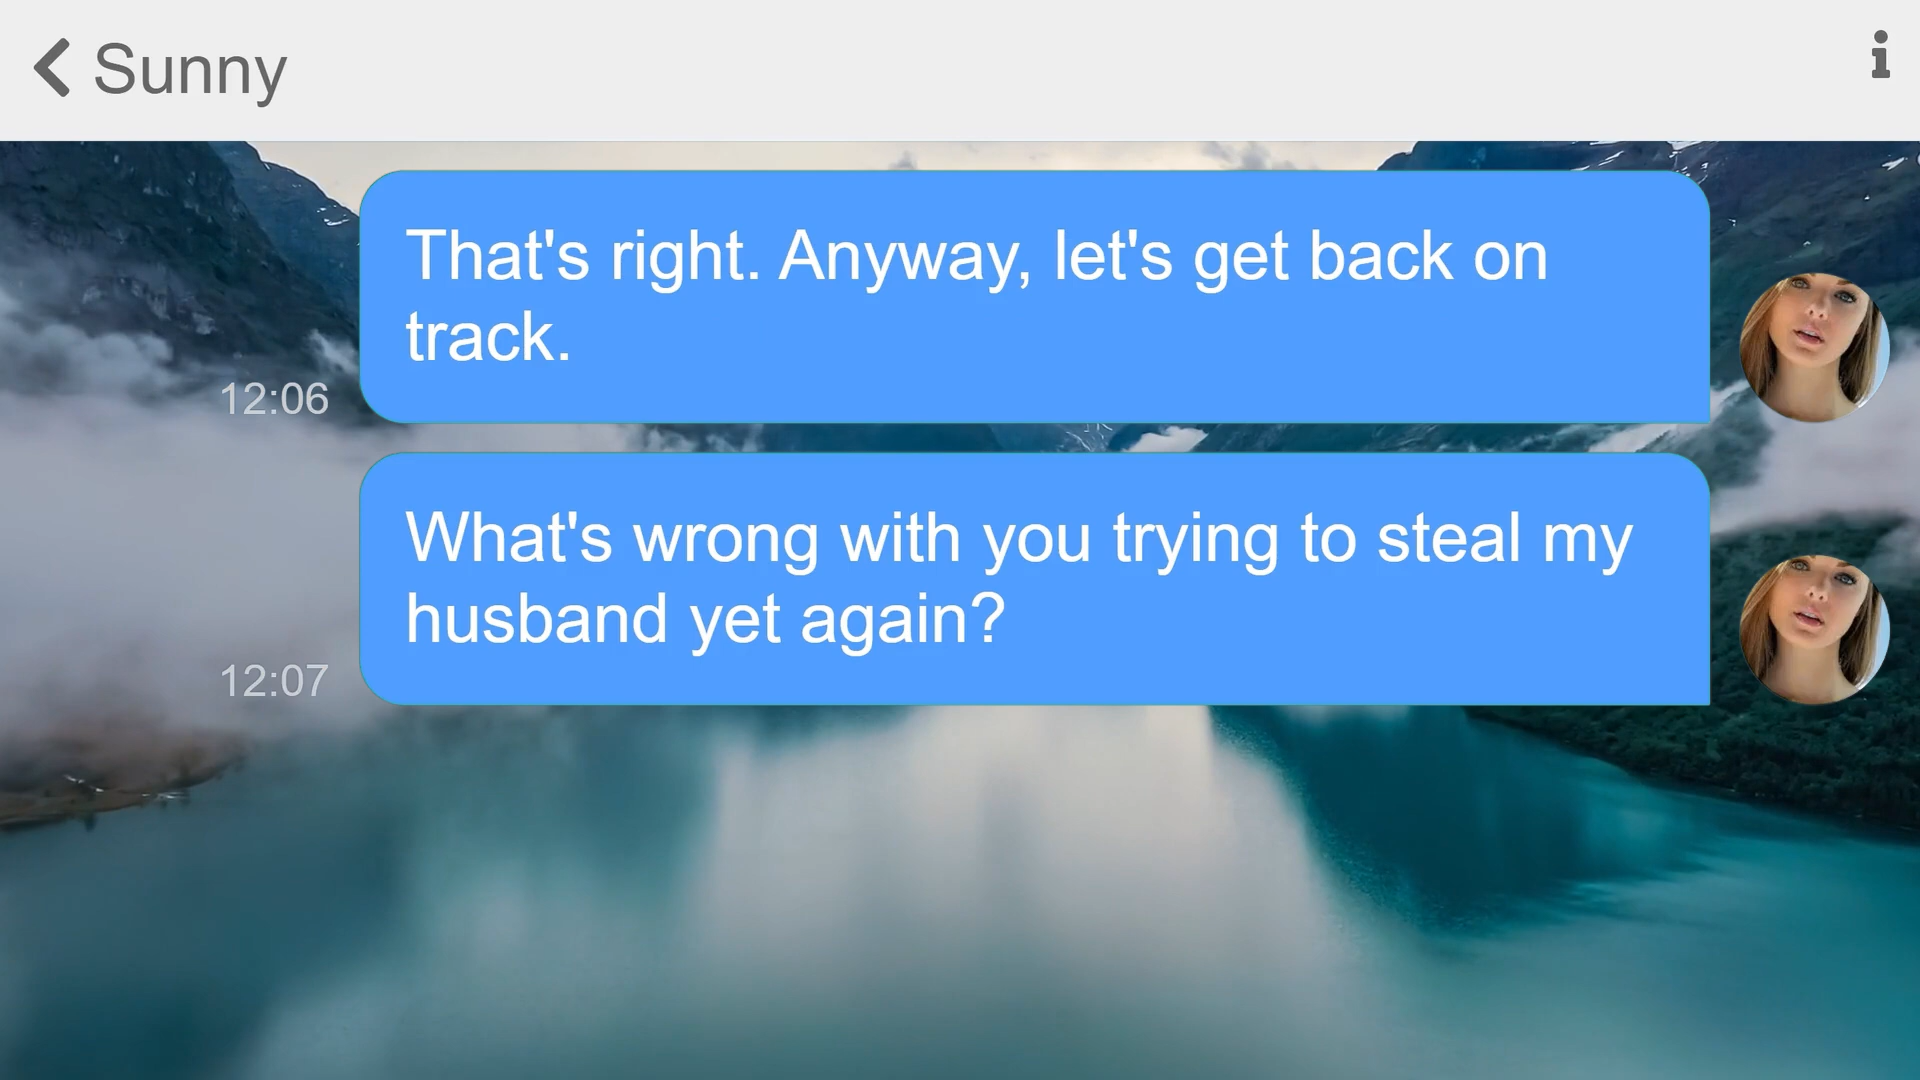 Sunny
That's right. Anyway, let's get back on
track.
12:06
What's wrong with you trying to steal my
husband yet again?
12:07